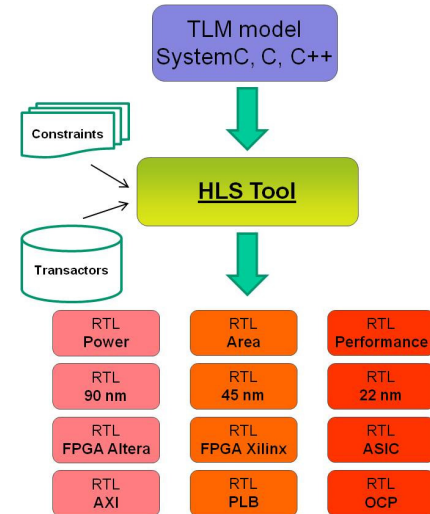 TLM model
SystemC, C, C++
Constraints
HLS Tool
Transactors
RTL
Power
RTL
Area
RTL
Performance
RTL
90 nm
RTL
45 nm
RTL
22 nm
RTL
FPGA Altera
RTL
FPGA Xilinx
RTL
ASIC
RTL
AXI
RTL
PLB
RTL
OCP